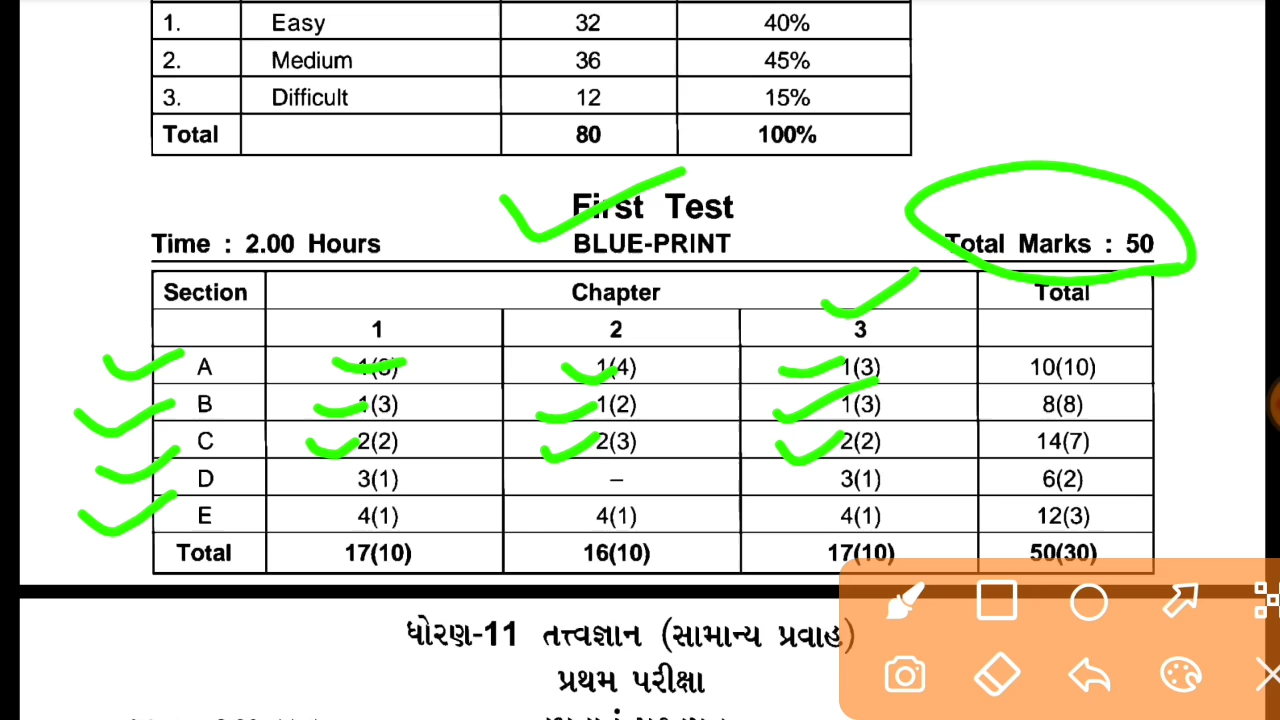 1. Easy 32 40%
2. Medium 36 45%
3. Difficult 12 15%
Total 80 100%
First Test
Time : 2.00 Hours BLUE-PRINT Total Marks : 50
Section Chapter Total
1 2 3
A 1(3) 1(4) 1(3) 10(10)
B 1(3) 1(2) 1(3) 8(8)
C 2(2) 2(3) 2(2) 14(7)
D 3(1) – 3(1) 6(2)
E 4(1) 4(1) 4(1) 12(3)
Total 17(10) 16(10) 17(10) 50(30)
ધોરણ-11 તત્ત્વજ્ઞાન (સામાન્ય પ્રવાહ)
પ્રથમ પરીક્ષા